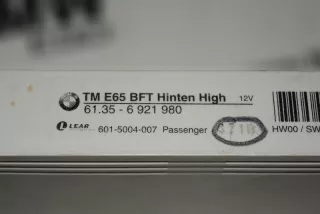 TM E65 BFT Hinten High 12V
61.35 - 6 921 980
LEAR 601-5004-007 Passenger HW00 / SW